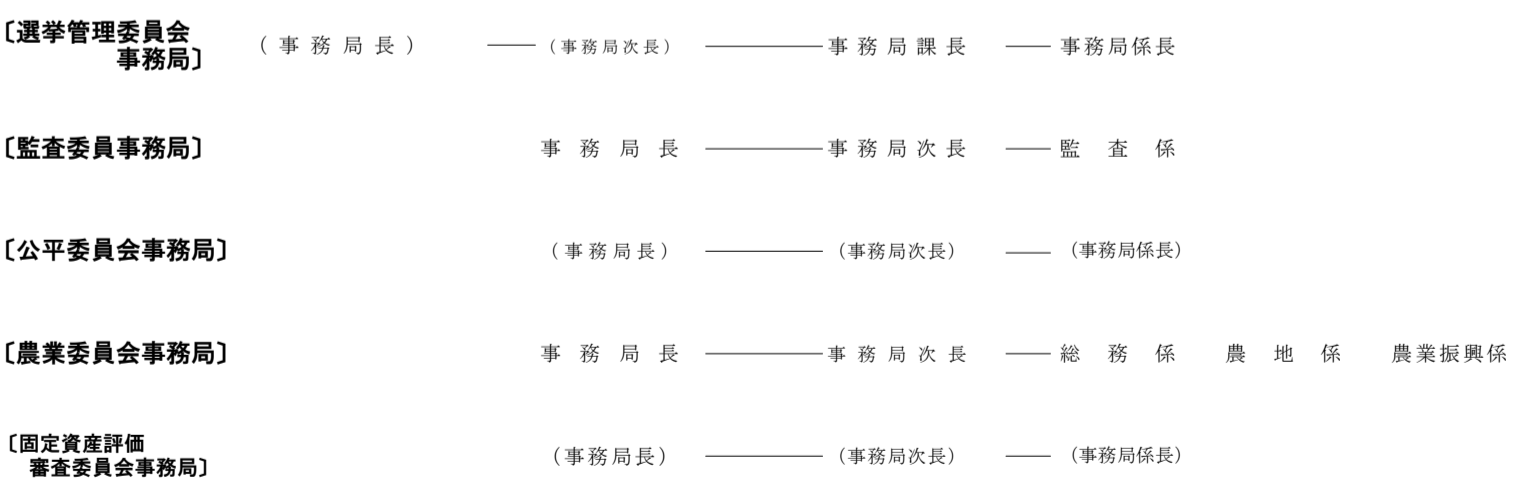 〔選挙管理委員会
事務局〕 （事務局長） （事務局次長） 事務局課長 事務局係長
〔監査委員事務局〕 事務局長 事務局次長 監査係
〔公平委員会事務局〕 （事務局長） （事務局次長） （事務局係長）
〔農業委員会事務局〕 事務局長 事務局次長 総務係 農地係 農業振興係
〔固定資産評価
審査委員会事務局〕 （事務局長） （事務局次長） （事務局係長）